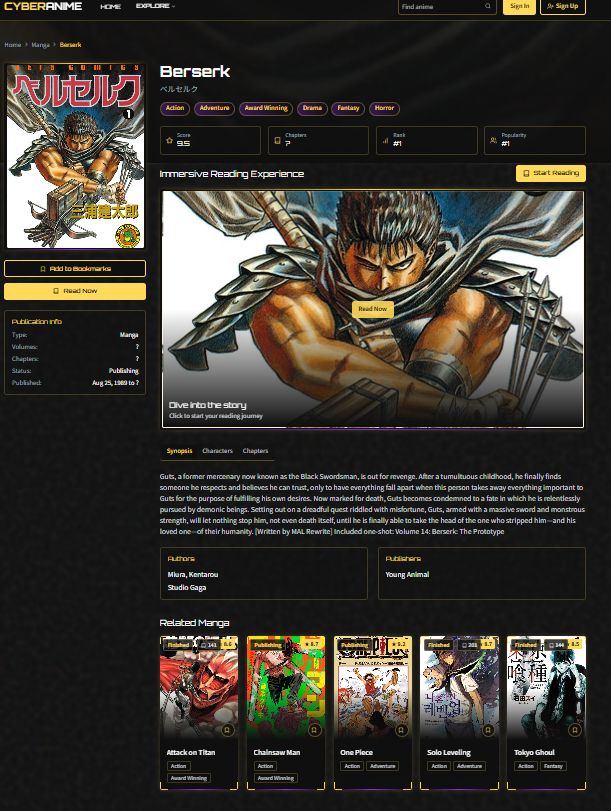 CYBERANIME
HOME
EXPLORE
Find anime
Sign In
Sign Up
Home > Manga > Berserk
ベルセルク
1
三浦建太郎
Add to Bookmarks
Read Now
Publication Info
Type: Manga
Volumes: ?
Chapters: ?
Status: Publishing
Published: Aug 25, 1989 to ?
Berserk
ベルセルク
Action
Adventure
Award Winning
Drama
Fantasy
Horror
Score
9.5
Chapters
?
Rank
#1
Popularity
#1
Immersive Reading Experience
Start Reading
Read Now
Dive into the story
Click to start your reading journey
Synopsis
Characters
Chapters
Guts, a former mercenary now known as the Black Swordsman, is out for revenge. After a tumultuous childhood, he finally finds
someone he respects and believes he can trust, only to have everything fall apart when this person takes away everything important to
Guts for the purpose of fulfilling his own desires. Now marked for death, Guts becomes condemned to a fate in which he is relentlessly
pursued by demonic beings. Setting out on a dreadful quest riddled with misfortune, Guts, armed with a massive sword and monstrous
strength, will let nothing stop him, not even death itself, until he is finally able to take the head of the one who stripped him—and his
loved one—of their humanity. [Written by MAL Rewrite] Included one-shot: Volume 14: Berserk: The Prototype
Authors
Miura, Kentarou
Studio Gaga
Publishers
Young Animal
Related Manga
Finished
141
8.6
Attack on Titan
Action
Award Winning
Publishing
8.7
Chainsaw Man
Action
Award Winning
Publishing
9.2
One Piece
Action
Adventure
Finished
201
8.7
Solo Leveling
Action
Adventure
Finished
144
8.5
Tokyo Ghoul
Action
Fantasy